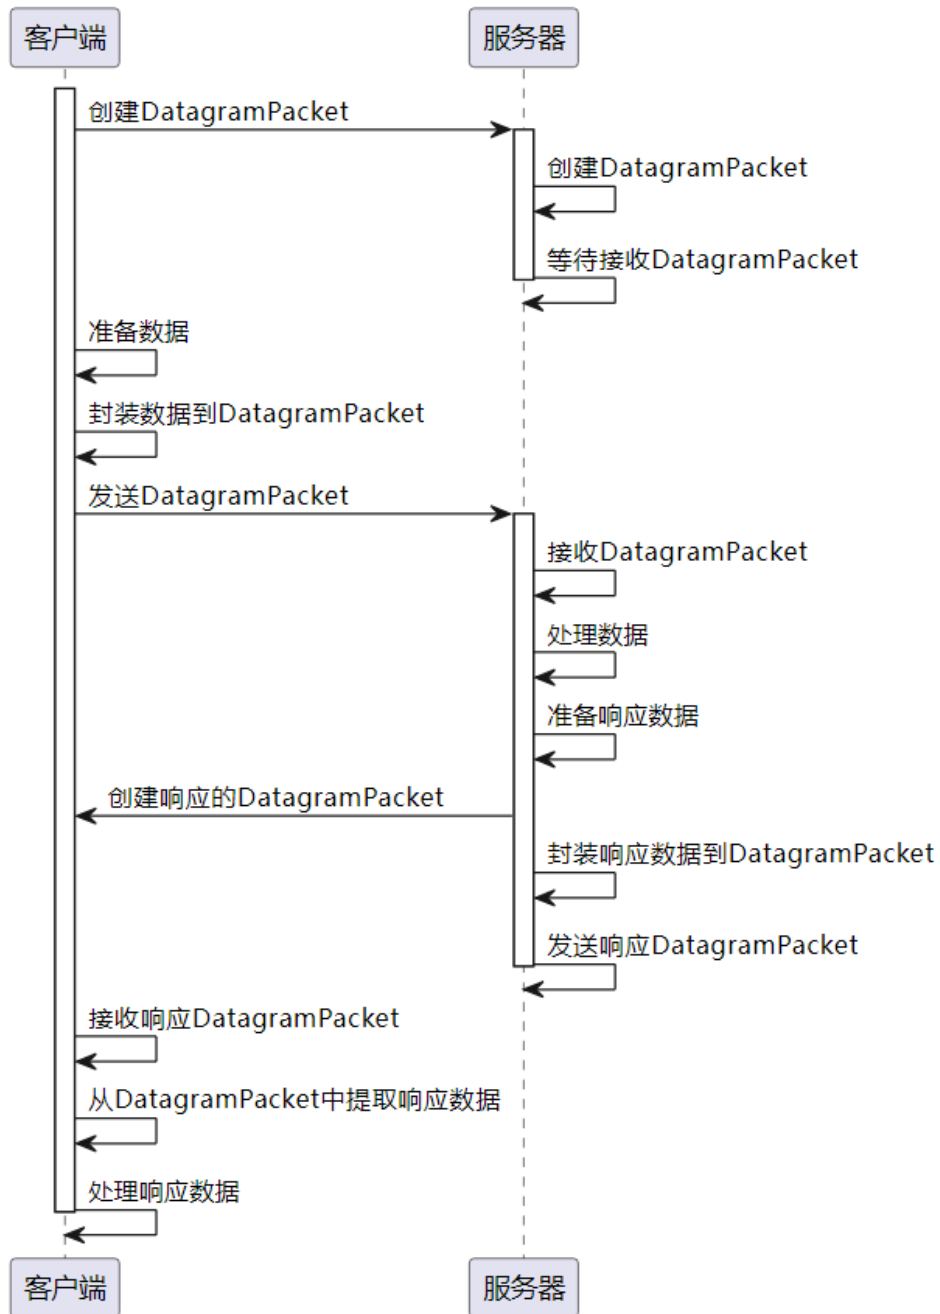 客户端
服务器
创建DatagramPacket
创建DatagramPacket
等待接收DatagramPacket
准备数据
封装数据到DatagramPacket
发送DatagramPacket
接收DatagramPacket
处理数据
准备响应数据
创建响应的DatagramPacket
封装响应数据到DatagramPacket
发送响应DatagramPacket
接收响应DatagramPacket
从DatagramPacket中提取响应数据
处理响应数据
客户端
服务器